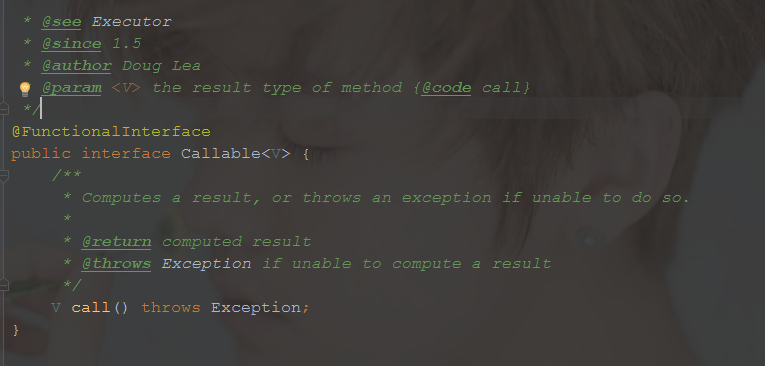 * @see Executor
* @since 1.5
* @author Doug Lea
* @param <V> the result type of method {@code call}
*/
@FunctionalInterface
public interface Callable<V> {
/**
* Computes a result, or throws an exception if unable to do so.
*
* @return computed result
* @throws Exception if unable to compute a result
*/
V call() throws Exception;
}